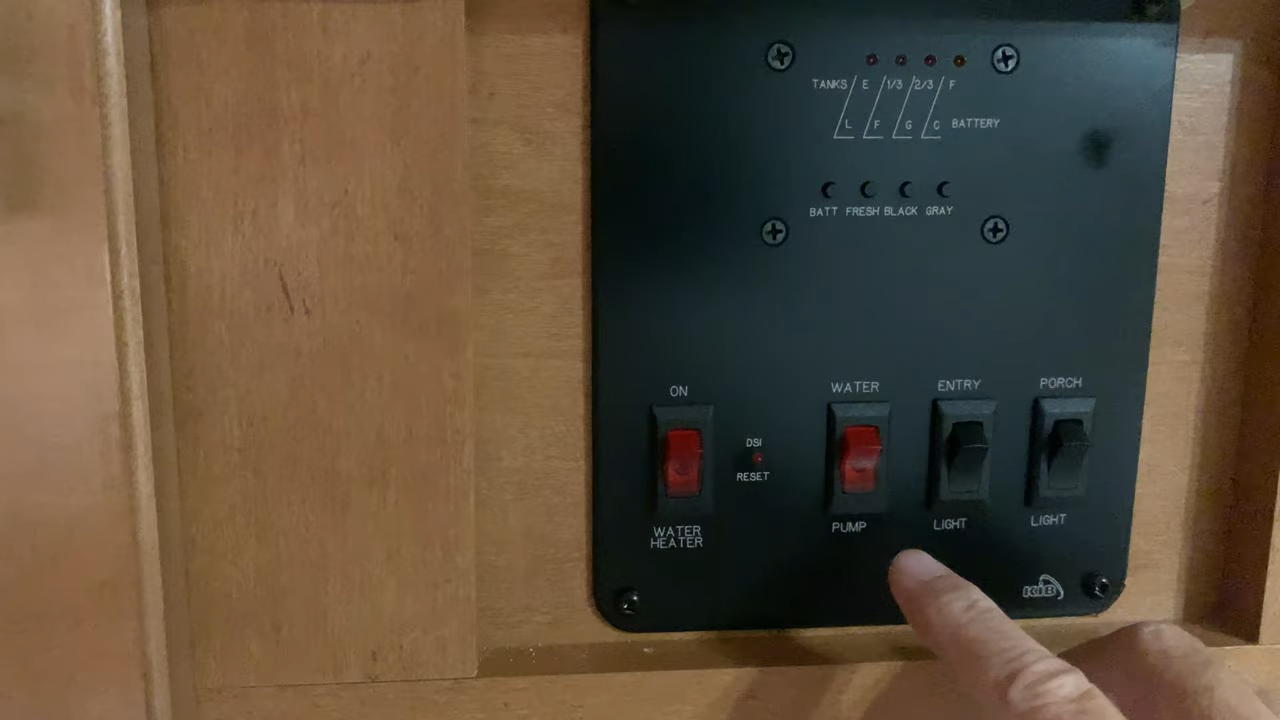 TANKS E 1/3 2/3 F
L F G C BATTERY
BATT FRESH BLACK GRAY
ON
WATER
HEATER
DSI
RESET
WATER
PUMP
ENTRY
LIGHT
PORCH
LIGHT
KIB